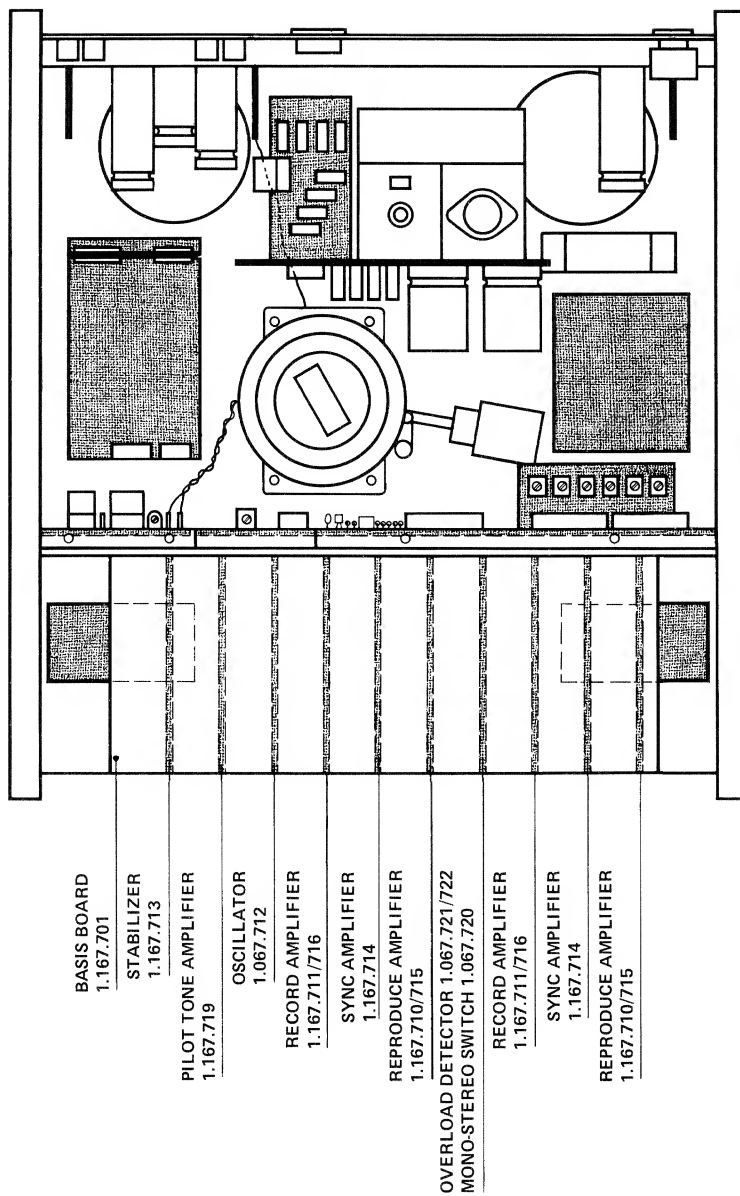 BASIS BOARD
1.167.701
STABILIZER
1.167.713
PILOT TONE AMPLIFIER
1.167.719
OSCILLATOR
1.067.712
RECORD AMPLIFIER
1.167.711/716
SYNC AMPLIFIER
1.167.714
REPRODUCE AMPLIFIER
1.167.710/715
OVERLOAD DETECTOR 1.067.721/722
MONO-STEREO SWITCH 1.067.720
RECORD AMPLIFIER
1.167.711/716
SYNC AMPLIFIER
1.167.714
REPRODUCE AMPLIFIER
1.167.710/715